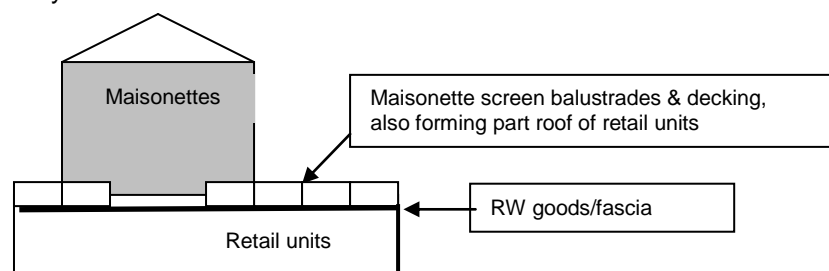 Maisonettes
Maisonette screen balustrades & decking,
also forming part roof of retail units
RW goods/fascia
Retail units